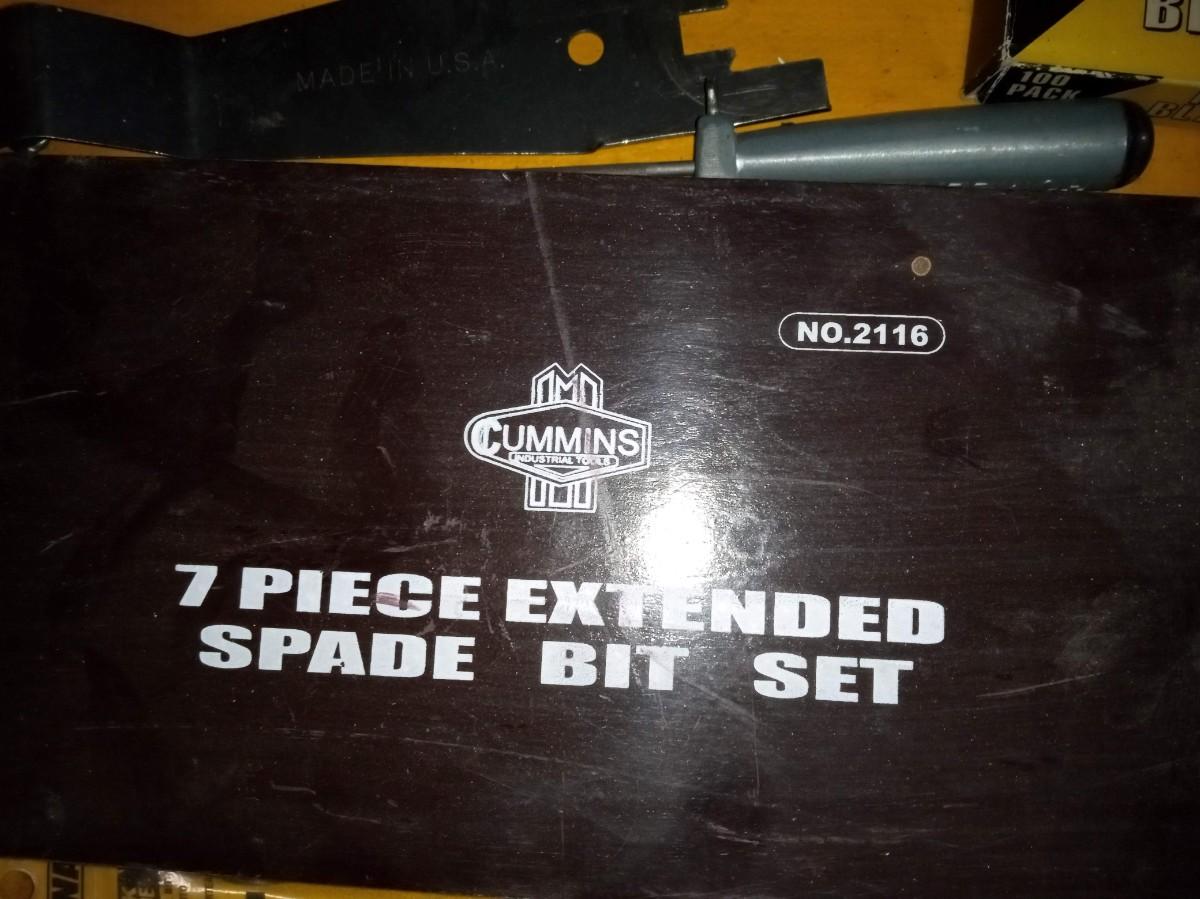 MADE IN U.S.A.
100
PACK
NO.2116
CUMMINS
INDUSTRIAL TOOLS
7 PIECE EXTENDED
SPADE BIT SET